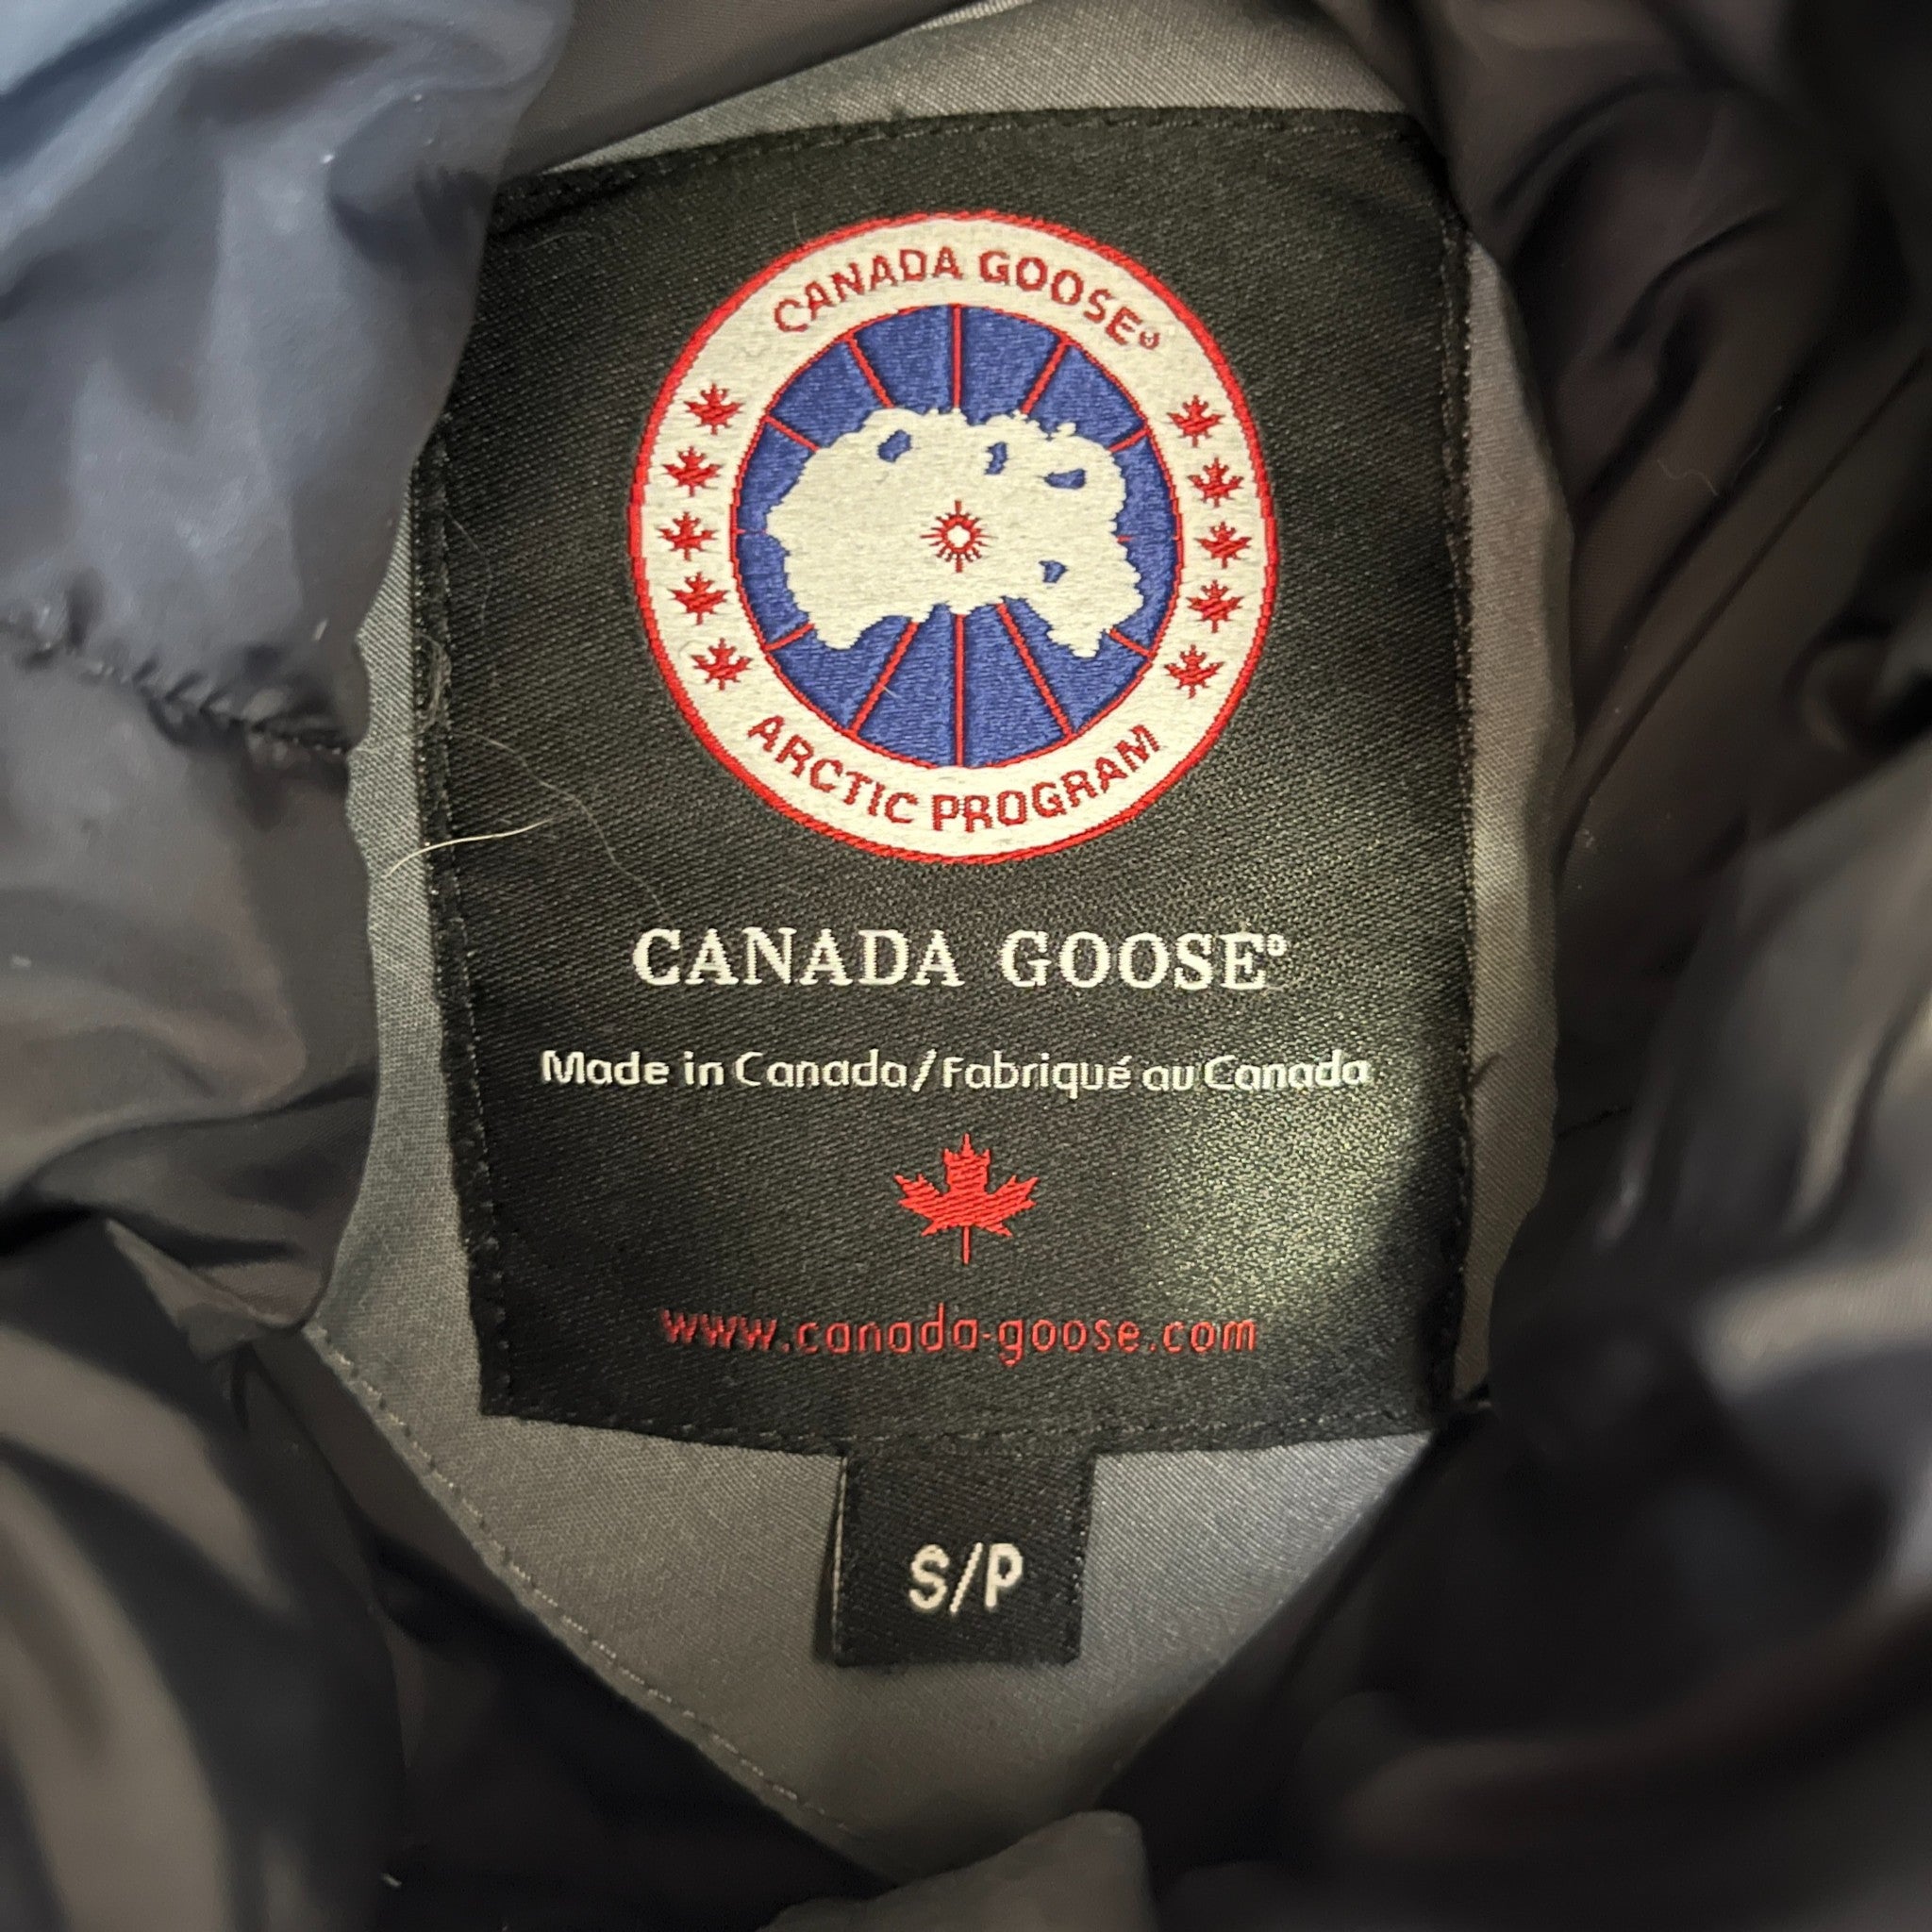 CANADA GOOSE®
ARCTIC PROGRAM
CANADA GOOSE®
Made in Canada/Fabriqué au Canada
www.canada-goose.com
S/P